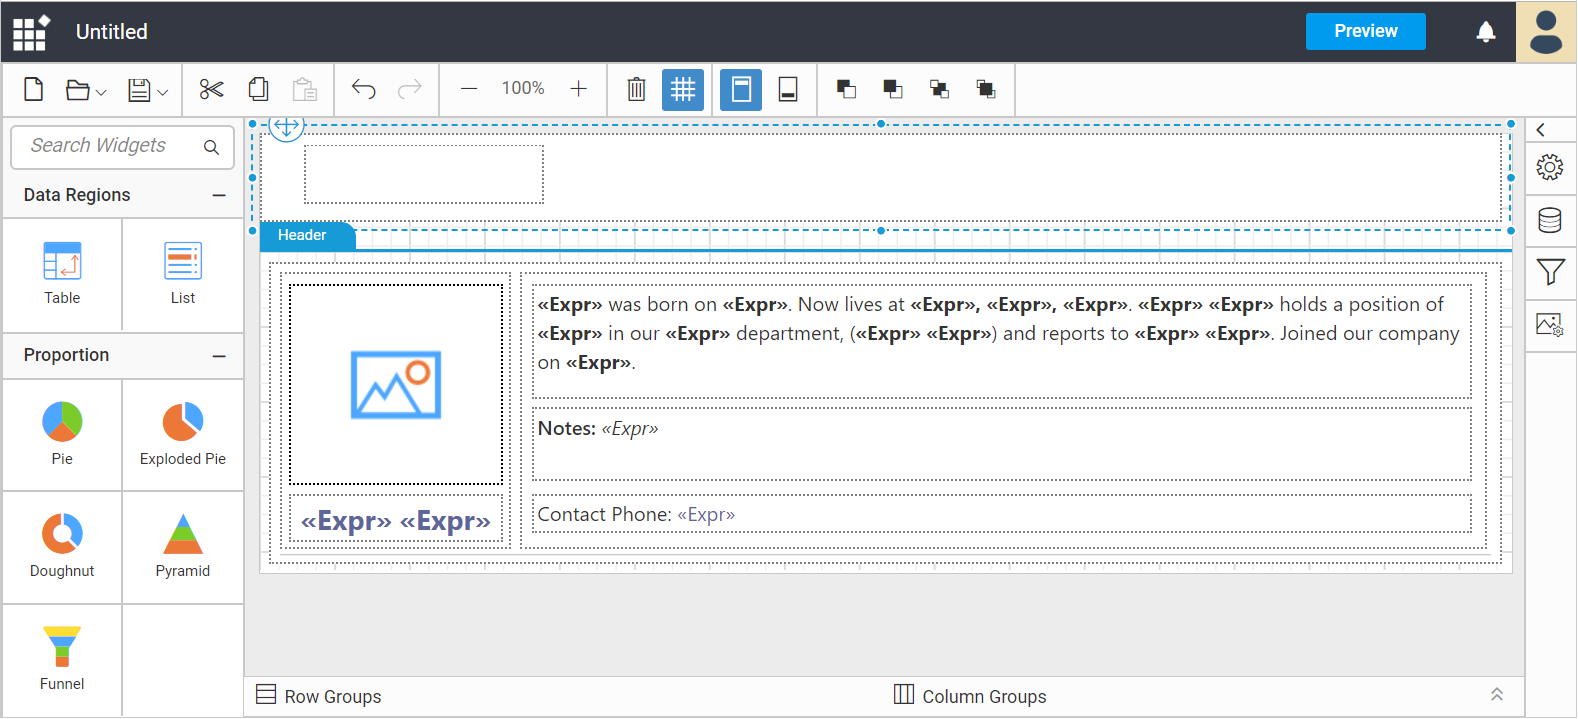 Untitled
Preview
100%
Search Widgets
Data Regions
Table
List
Proportion
Pie
Exploded Pie
Doughnut
Pyramid
Funnel
Header
«Expr» was born on «Expr». Now lives at «Expr», «Expr», «Expr». «Expr» «Expr» holds a position of
«Expr» in our «Expr» department, («Expr» «Expr») and reports to «Expr» «Expr». Joined our company
on «Expr».
Notes: «Expr»
«Expr» «Expr»
Contact Phone: «Expr»
Row Groups
Column Groups